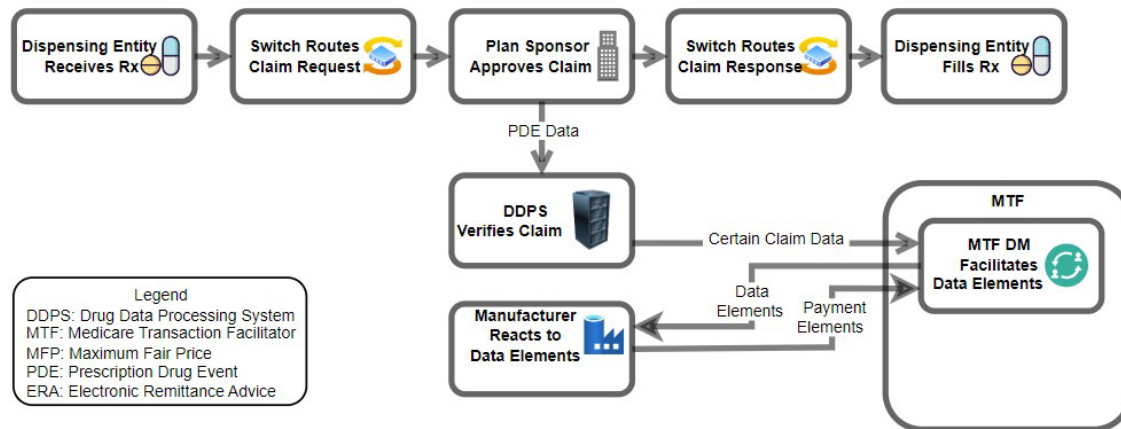 Dispensing Entity
Receives Rx
Switch Routes
Claim Request
Plan Sponsor
Approves Claim
Switch Routes
Claim Response
Dispensing Entity
Fills Rx
PDE Data
DDPS
Verifies Claim
Certain Claim Data
MTF
MTF DM
Facilitates
Data Elements
Data
Elements
Payment
Elements
Manufacturer
Reacts to
Data Elements
Legend
DDPS: Drug Data Processing System
MTF: Medicare Transaction Facilitator
MFP: Maximum Fair Price
PDE: Prescription Drug Event
ERA: Electronic Remittance Advice